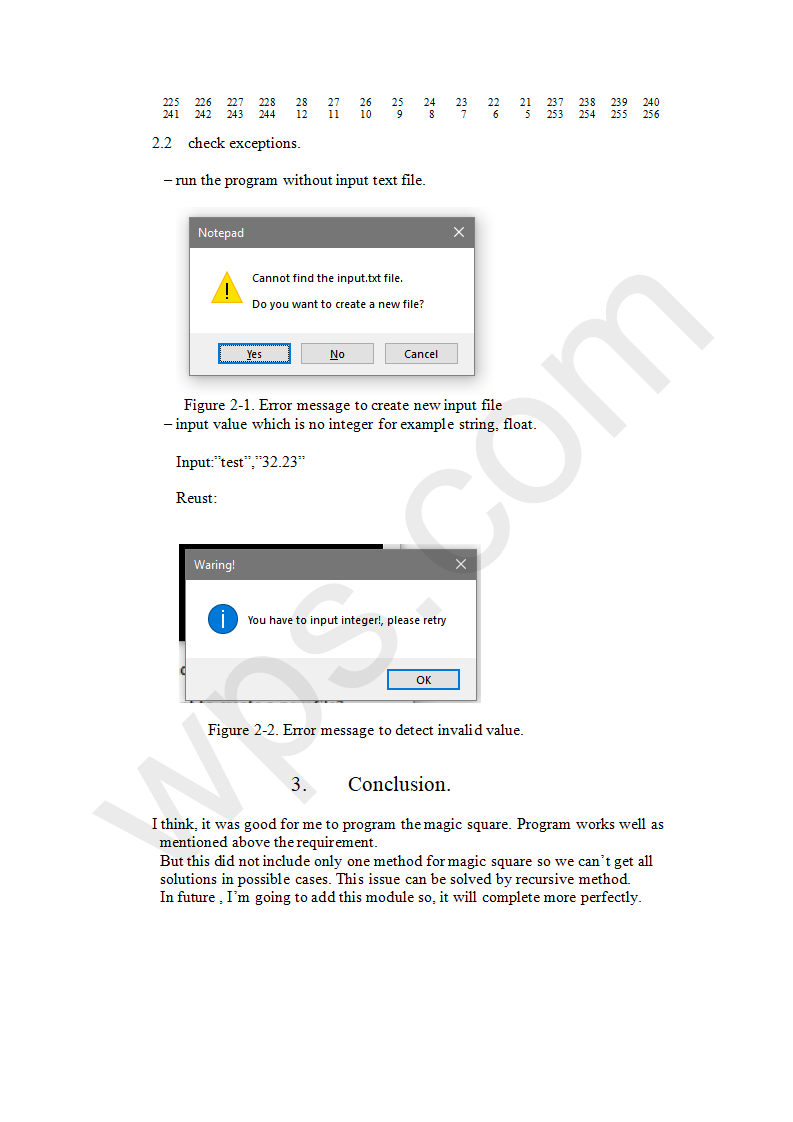 225 226 227 228 28 27 26 25 24 23 22 21 237 238 239 240
241 242 243 244 12 11 10 9 8 7 6 5 253 254 255 256
2.2 check exceptions.
– run the program without input text file.
Notepad
Cannot find the input.txt file.
Do you want to create a new file?
Yes No Cancel
Figure 2-1. Error message to create new input file
– input value which is no integer for example string, float.
Input:”test”,”32.23”
Reust:
Waring!
You have to input integer!, please retry
OK
Figure 2-2. Error message to detect invalid value.
3. Conclusion.
I think, it was good for me to program the magic square. Program works well as
mentioned above the requirement.
But this did not include only one method for magic square so we can’t get all
solutions in possible cases. This issue can be solved by recursive method.
In future , I’m going to add this module so, it will complete more perfectly.
wps.com